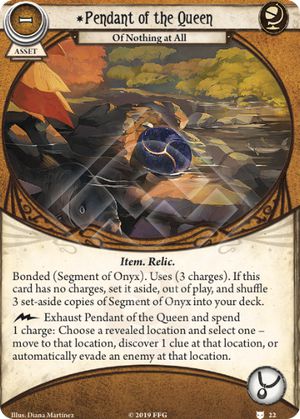 *Pendant of the Queen
ASSET
Of Nothing at All
Item. Relic.
Bonded (Segment of Onyx). Uses (3 charges). If this
card has no charges, set it aside, out of play, and shuffle
3 set-aside copies of Segment of Onyx into your deck.
Exhaust Pendant of the Queen and spend
1 charge: Choose a revealed location and select one –
move to that location, discover 1 clue at that location, or
automatically evade an enemy at that location.
Illus. Diana Martinez
© 2019 FFG
22